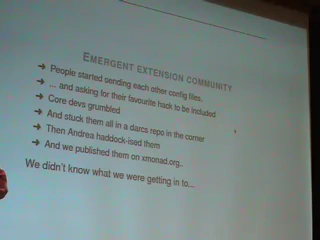 EMERGENT EXTENSION COMMUNITY
➜ People started sending each other config files.
➜ ... and asking for their favourite hack to be included
➜ Core devs grumbled
➜ And stuck them all in a darcs repo in the corner
➜ Then Andrea haddock-ised them
➜ And we published them on xmonad.org..
We didn't know what we were getting in to...